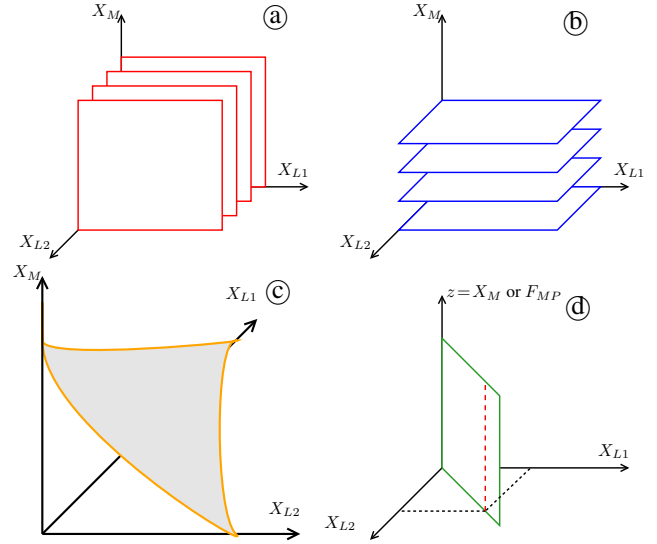 X_M
ⓐ
X_{L1}
X_{L2}
X_M
ⓑ
X_{L1}
X_{L2}
X_M
X_{L1}
ⓒ
X_{L2}
z = X_M or F_{MP}
ⓓ
X_{L1}
X_{L2}